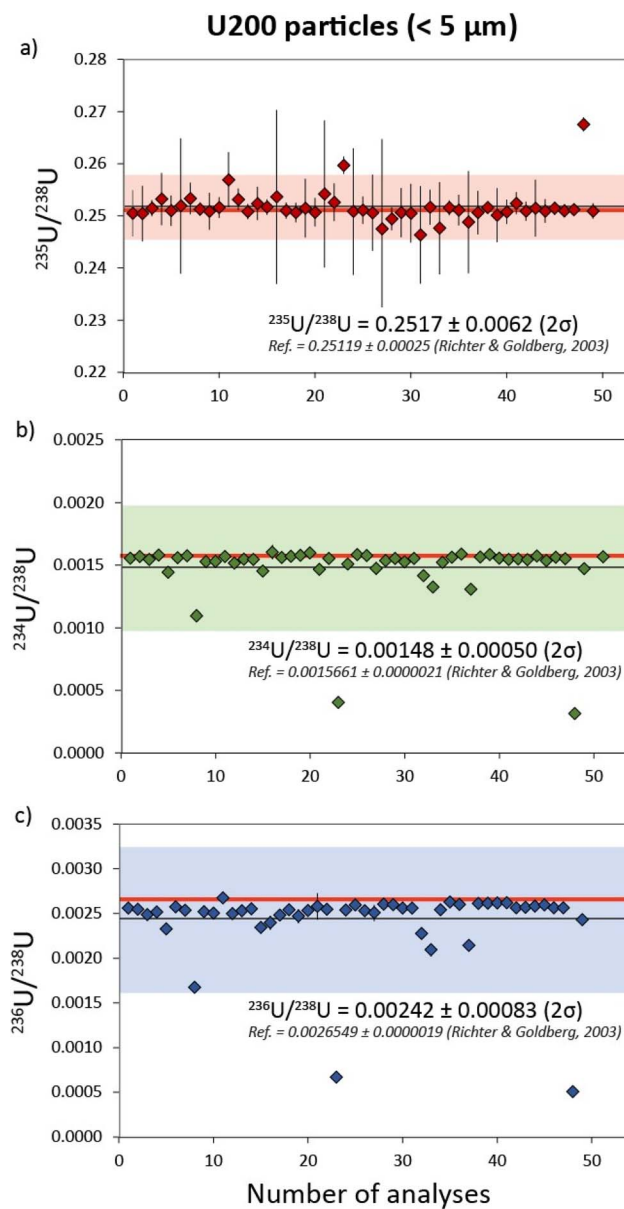 U200 particles (< 5 µm)
a)
0.28
0.27
0.26
0.25
0.24
0.23
0.22
²³⁵U/²³⁸U
²³⁵U/²³⁸U = 0.2517 ± 0.0062 (2σ)
Ref. = 0.25119 ± 0.00025 (Richter & Goldberg, 2003)
0 10 20 30 40 50
b)
0.0025
0.0020
0.0015
0.0010
0.0005
0.0000
²³⁴U/²³⁸U
²³⁴U/²³⁸U = 0.00148 ± 0.00050 (2σ)
Ref. = 0.0015661 ± 0.0000021 (Richter & Goldberg, 2003)
0 10 20 30 40 50
c)
0.0035
0.0030
0.0025
0.0020
0.0015
0.0010
0.0005
0.0000
²³⁶U/²³⁸U
²³⁶U/²³⁸U = 0.00242 ± 0.00083 (2σ)
Ref. = 0.0026549 ± 0.0000019 (Richter & Goldberg, 2003)
0 10 20 30 40 50
Number of analyses